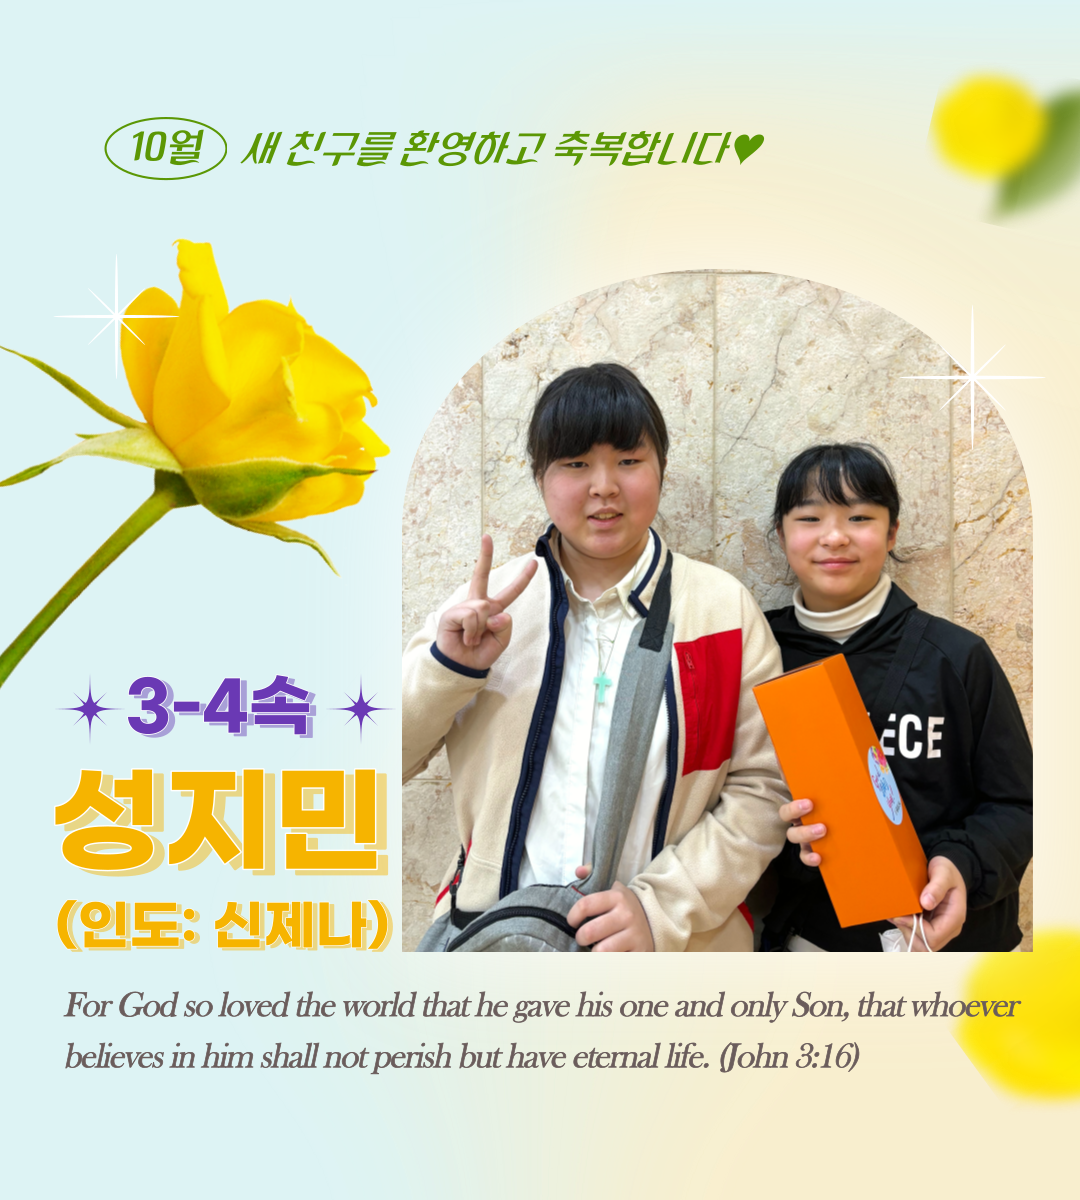 10월 새 친구를 환영하고 축복합니다♥
3-4속
성지민
(인도: 신제나)
ECE
For God so loved the world that he gave his one and only Son, that whoever
believes in him shall not perish but have eternal life. (John 3:16)